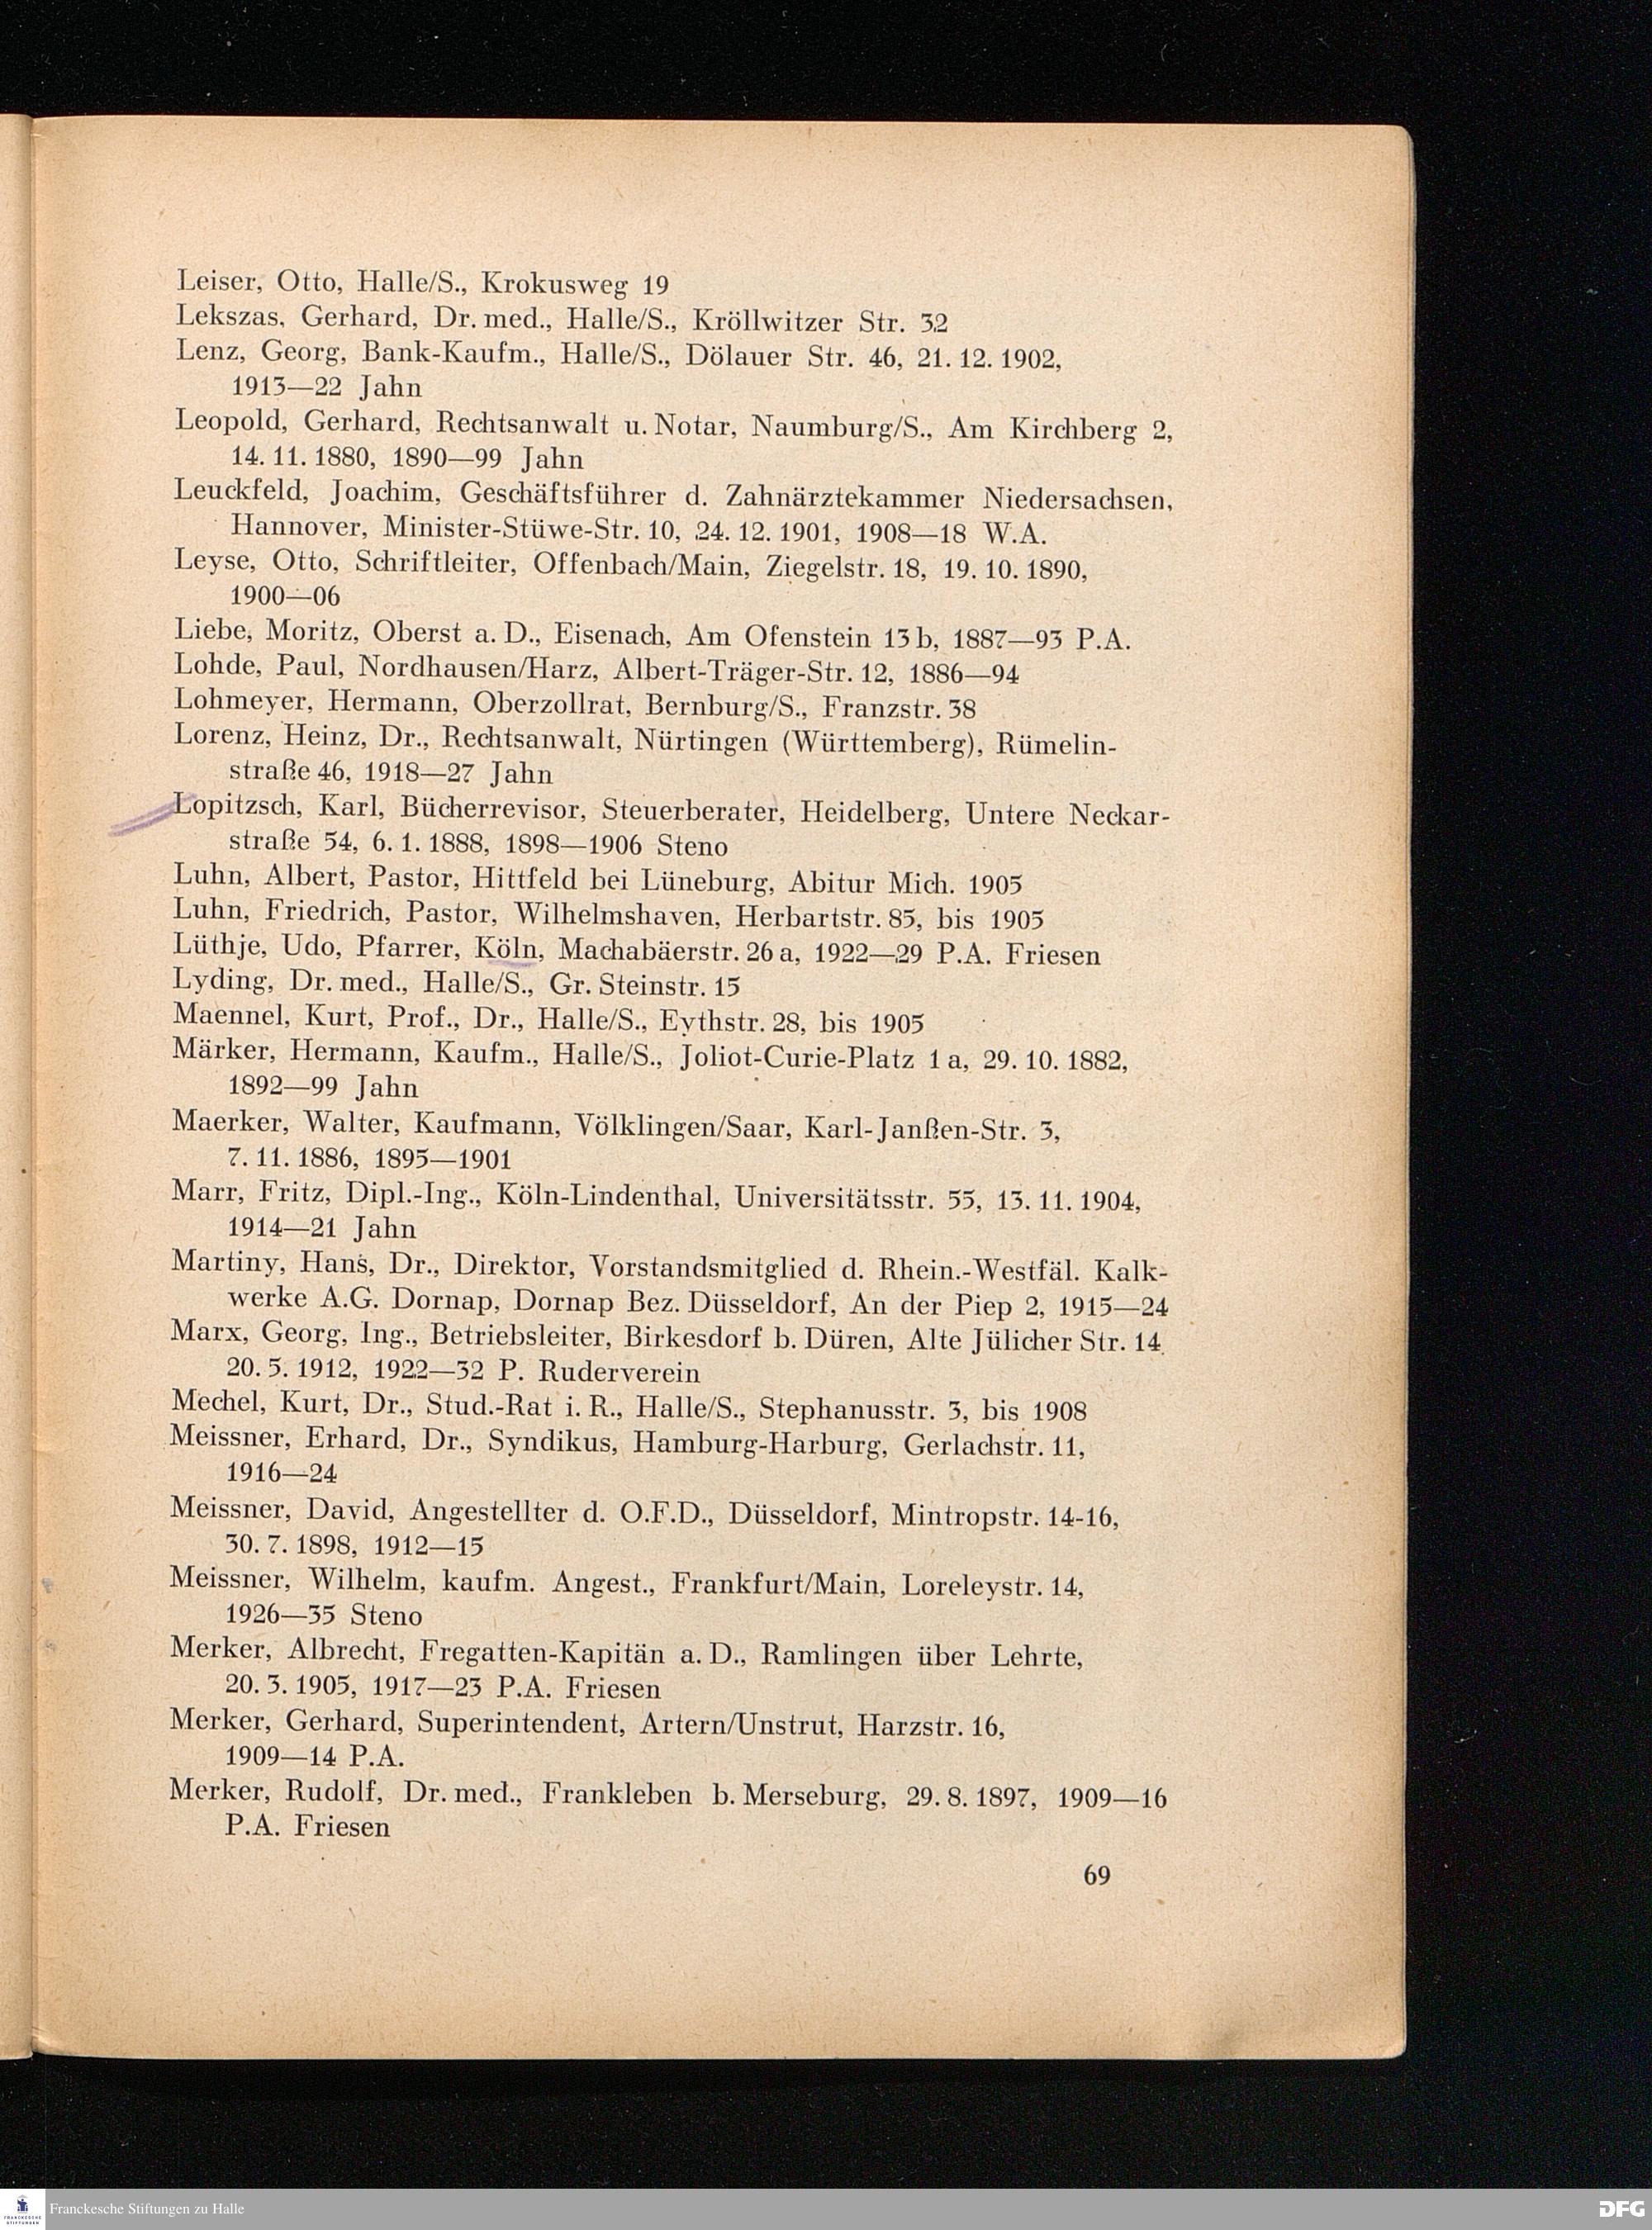 Leiser, Otto, Halle/S., Krokusweg 19
Lekszas, Gerhard, Dr. med., Halle/S., Kröllwitzer Str. 32
Lenz, Georg, Bank-Kaufm., Halle/S., Dölauer Str. 46, 21. 12. 1902,
1913—22 Jahn
Leopold, Gerhard, Rechtsanwalt u. Notar, Naumburg/S., Am Kirchberg 2,
14. 11. 1880, 1890—99 Jahn
Leuckfeld, Joachim, Geschäftsführer d. Zahnärztekammer Niedersachsen,
Hannover, Minister-Stüwe-Str. 10, 24. 12. 1901, 1908—18 W.A.
Leyse, Otto, Schriftleiter, Offenbach/Main, Ziegelstr. 18, 19. 10. 1890,
1900—06
Liebe, Moritz, Oberst a. D., Eisenach, Am Ofenstein 13 b, 1887—93 P.A.
Lohde, Paul, Nordhausen/Harz, Albert-Träger-Str. 12, 1886—94
Lohmeyer, Hermann, Oberzollrat, Bernburg/S., Franzstr. 38
Lorenz, Heinz, Dr., Rechtsanwalt, Nürtingen (Württemberg), Rümelin-
straße 46, 1918—27 Jahn
Lopitzsch, Karl, Bücherrevisor, Steuerberater, Heidelberg, Untere Neckar-
straße 54, 6. 1. 1888, 1898—1906 Steno
Luhn, Albert, Pastor, Hittfeld bei Lüneburg, Abitur Mich. 1905
Luhn, Friedrich, Pastor, Wilhelmshaven, Herbartstr. 85, bis 1905
Lüthje, Udo, Pfarrer, Köln, Machabäerstr. 26 a, 1922—29 P.A. Friesen
Lyding, Dr. med., Halle/S., Gr. Steinstr. 15
Maennel, Kurt, Prof., Dr., Halle/S., Eythstr. 28, bis 1905
Märker, Hermann, Kaufm., Halle/S., Joliot-Curie-Platz 1 a, 29. 10. 1882,
1892—99 Jahn
Maerker, Walter, Kaufmann, Völklingen/Saar, Karl-Janßen-Str. 3,
7. 11. 1886, 1895—1901
Marr, Fritz, Dipl.-Ing., Köln-Lindenthal, Universitätsstr. 55, 13. 11. 1904,
1914—21 Jahn
Martiny, Hans, Dr., Direktor, Vorstandsmitglied d. Rhein.-Westfäl. Kalk-
werke A.G. Dornap, Dornap Bez. Düsseldorf, An der Piep 2, 1915—24
Marx, Georg, Ing., Betriebsleiter, Birkesdorf b. Düren, Alte Jülicher Str. 14,
20. 5. 1912, 1922—32 P. Ruderverein
Mechel, Kurt, Dr., Stud.-Rat i. R., Halle/S., Stephanusstr. 3, bis 1908
Meissner, Erhard, Dr., Syndikus, Hamburg-Harburg, Gerlachstr. 11,
1916—24
Meissner, David, Angestellter d. O.F.D., Düsseldorf, Mintropstr. 14-16,
30. 7. 1898, 1912—15
Meissner, Wilhelm, kaufm. Angest., Frankfurt/Main, Loreleystr. 14,
1926—35 Steno
Merker, Albrecht, Fregatten-Kapitän a. D., Ramlingen über Lehrte,
20. 3. 1905, 1917—23 P.A. Friesen
Merker, Gerhard, Superintendent, Artern/Unstrut, Harzstr. 16,
1909—14 P.A.
Merker, Rudolf, Dr. med., Frankleben b. Merseburg, 29. 8. 1897, 1909—16
P.A. Friesen
69
FRANCKESCHE
STIFTUNGEN
Franckesche Stiftungen zu Halle
DFG